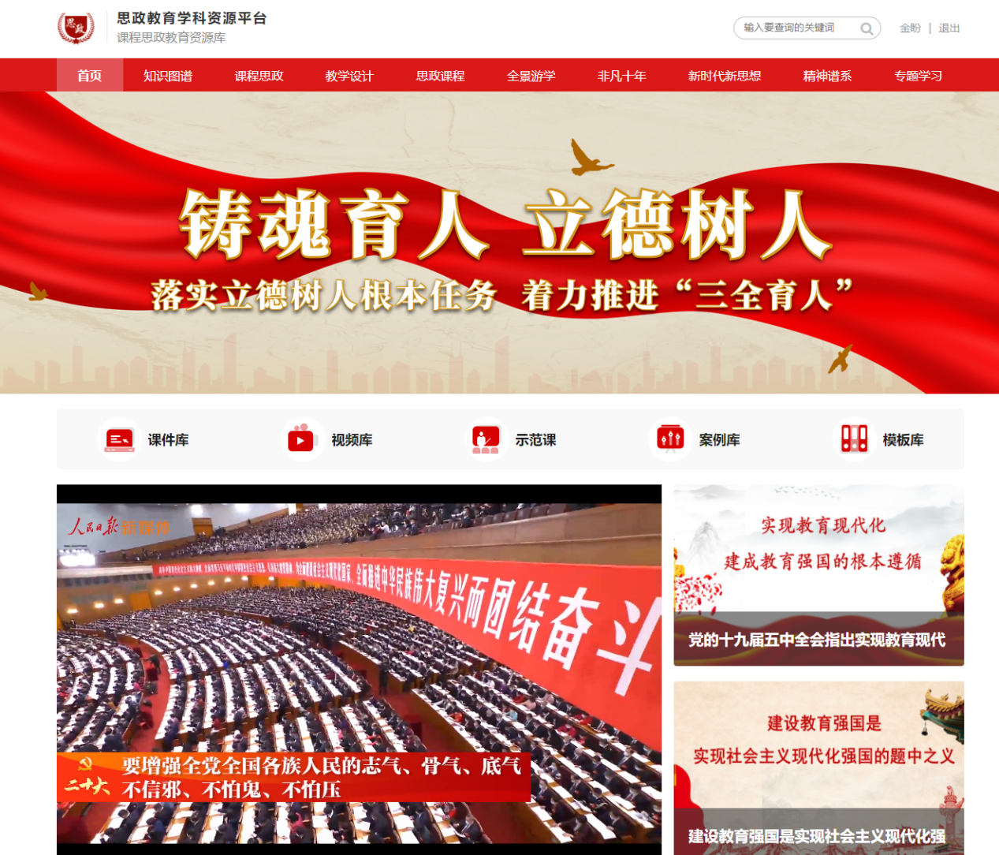 思政
思政教育学科资源平台
课程思政教育资源库
输入要查询的关键词
金盼 | 退出
首页 知识图谱 课程思政 教学设计 思政课程 全景游学 非凡十年 新时代新思想 精神谱系 专题学习
铸魂育人 立德树人
落实立德树人根本任务 着力推进“三全育人”
课件库 视频库 示范课 案例库 模板库
人民日报 新媒体
全面推进中华民族伟大复兴而团结奋斗
二十大
要增强全党全国各族人民的志气、骨气、底气
不信邪、不怕鬼、不怕压
实现教育现代化
建成教育强国的根本遵循
党的十九届五中全会指出实现教育现代
建设教育强国是
实现社会主义现代化强国的题中之义
建设教育强国是实现社会主义现代化强